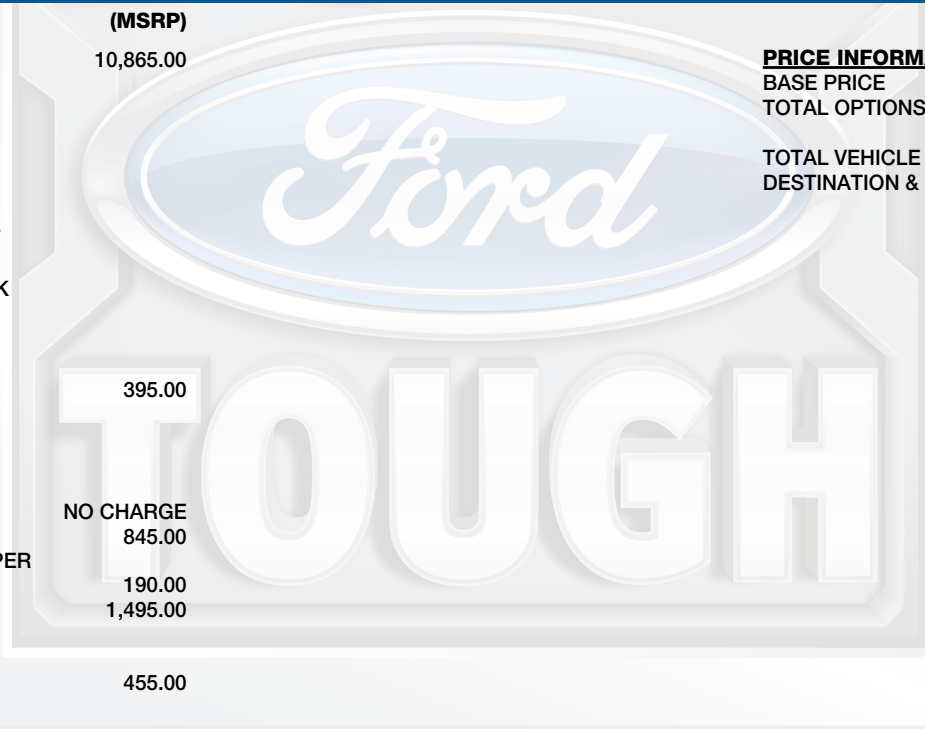 (MSRP)
10,865.00
K
395.00
NO CHARGE
845.00
PER
190.00
1,495.00
455.00
PRICE INFORMA
BASE PRICE
TOTAL OPTIONS
TOTAL VEHICLE
DESTINATION &
Ford
TOUGH